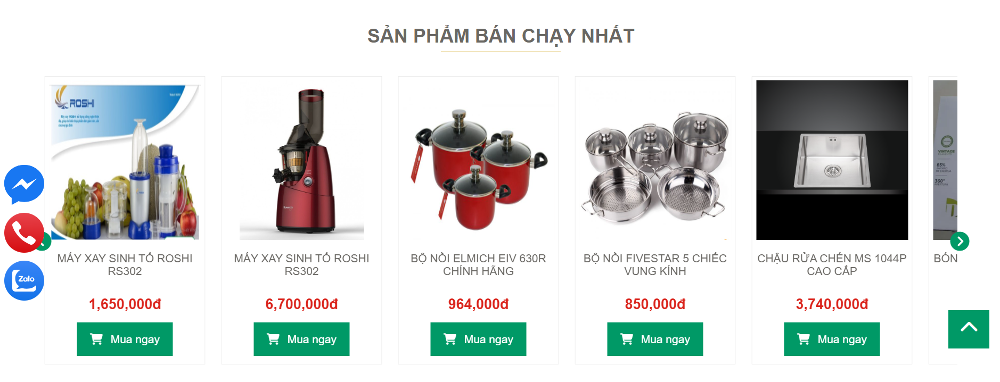 SẢN PHẨM BÁN CHẠY NHẤT
ROSHI
MÁY XAY SINH TỐ ROSHI
RS302
1,650,000đ
Mua ngay
MÁY XAY SINH TỐ ROSHI
RS302
6,700,000đ
Mua ngay
BỘ NỒI ELMICH EIV 630R
CHÍNH HÃNG
964,000đ
Mua ngay
BỘ NỒI FIVESTAR 5 CHIẾC
VUNG KÍNH
850,000đ
Mua ngay
CHẬU RỬA CHÉN MS 1044P
CAO CẤP
3,740,000đ
Mua ngay
VINTAGE
85%
360°
BÓN
Zalo